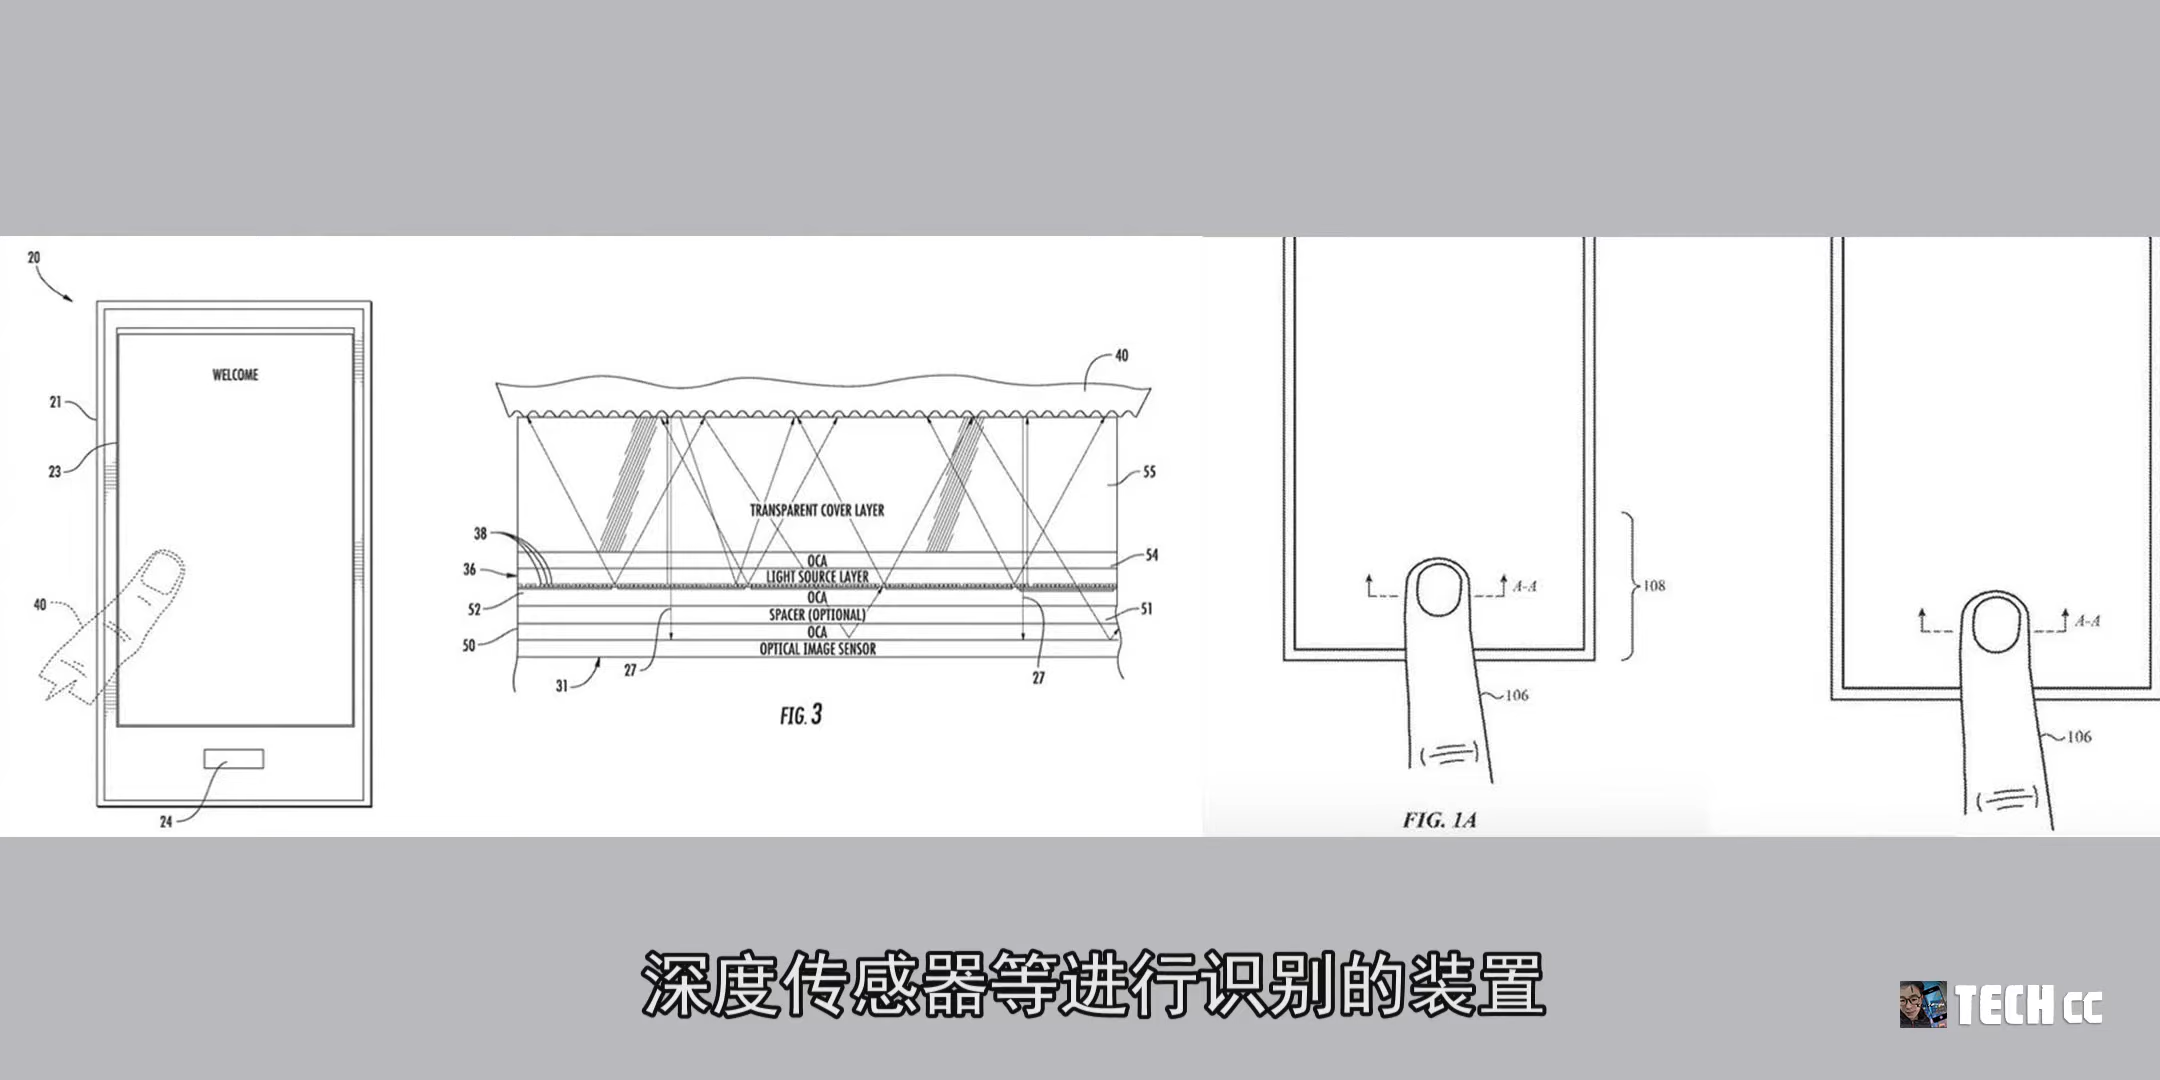 20
WELCOME
21
23
40
24
40
55
TRANSPARENT COVER LAYER
38
OCA
54
36
LIGHT SOURCE LAYER
52
OCA
SPACER (OPTIONAL)
51
50
OCA
OPTICAL IMAGE SENSOR
31
27
27
FIG. 3
A-A
108
106
FIG. 1A
A-A
106
深度传感器等进行识别的装置
TECH CC